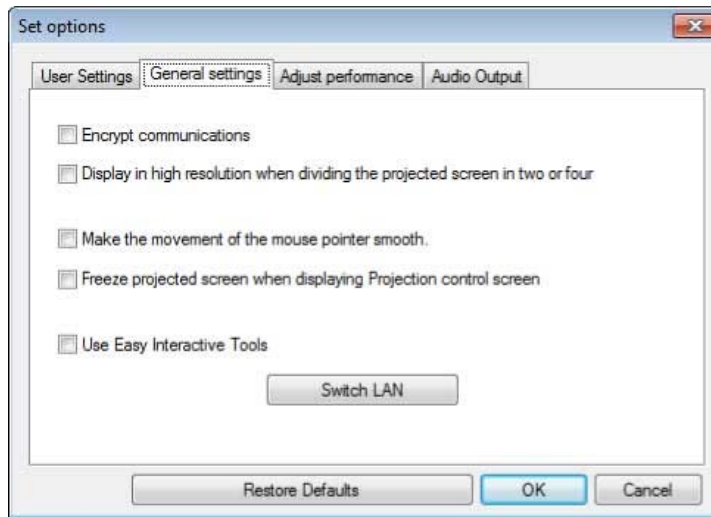 Set options
User Settings General settings Adjust performance Audio Output
Encrypt communications
Display in high resolution when dividing the projected screen in two or four
Make the movement of the mouse pointer smooth.
Freeze projected screen when displaying Projection control screen
Use Easy Interactive Tools
Switch LAN
Restore Defaults OK Cancel